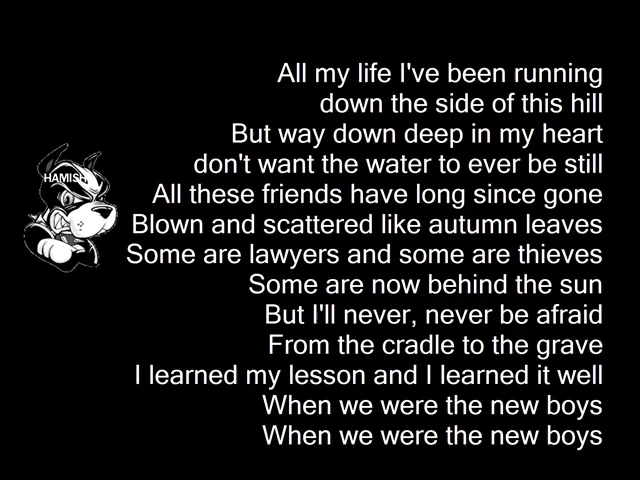 All my life I've been running
down the side of this hill
But way down deep in my heart
don't want the water to ever be still
HAMISH
All these friends have long since gone
Blown and scattered like autumn leaves
Some are lawyers and some are thieves
Some are now behind the sun
But I'll never, never be afraid
From the cradle to the grave
I learned my lesson and I learned it well
When we were the new boys
When we were the new boys